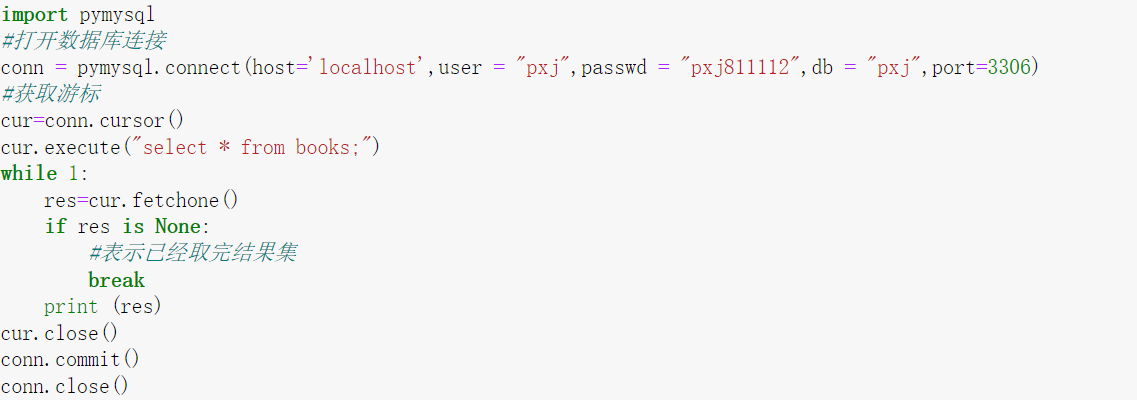 import pymysql
#打开数据库连接
conn = pymysql.connect(host='localhost',user = "pxj",passwd = "pxj811112",db = "pxj",port=3306)
#获取游标
cur=conn.cursor()
cur.execute("select * from books;")
while 1:
    res=cur.fetchone()
    if res is None:
        #表示已经取完结果集
        break
    print (res)
cur.close()
conn.commit()
conn.close()